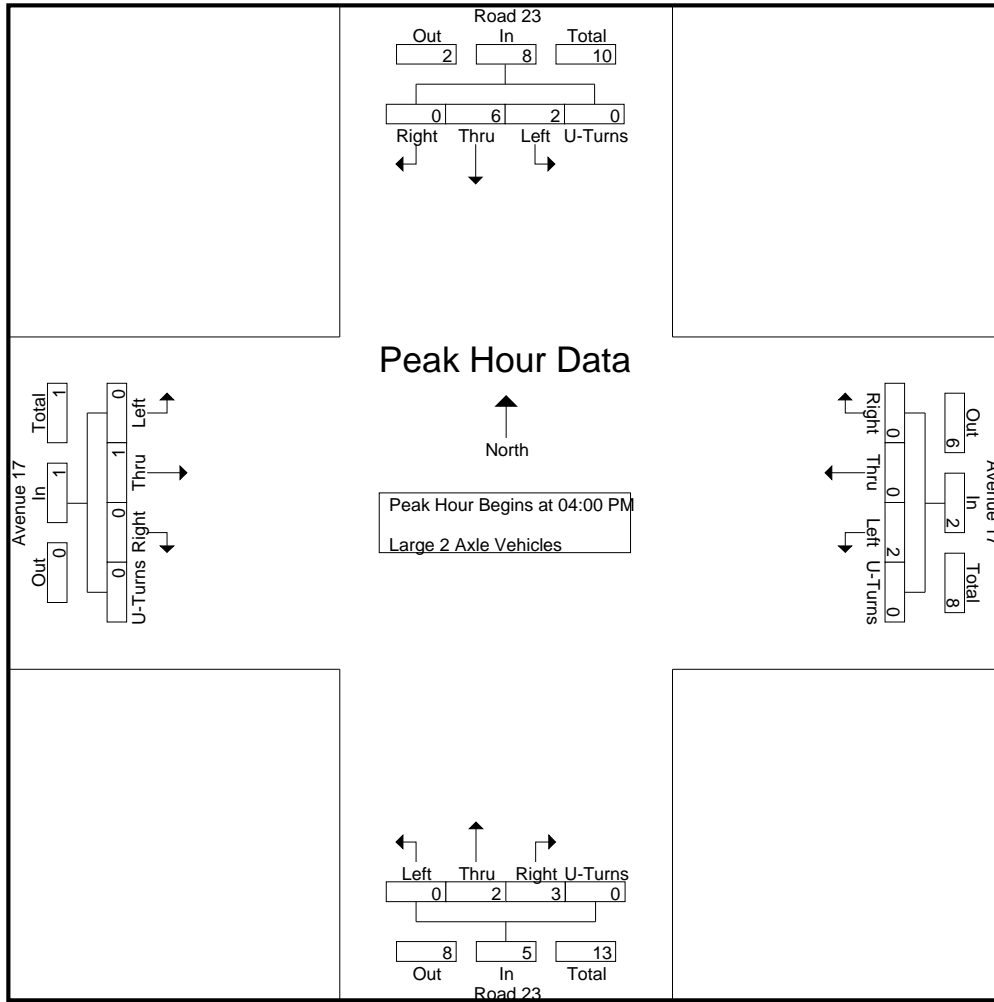 Road 23
Out In Total
2 8 10
0 6 2 0
Right Thru Left U-Turns
Peak Hour Data
North
Peak Hour Begins at 04:00 PM
Large 2 Axle Vehicles
Avenue 17
Total In Out
1 1 0
0 1 0 0
Left Thru Right U-Turns
Right Thru Left U-Turns
0 0 2 0
Out In Total
6 2 8
Avenue 17
Left Thru Right U-Turns
0 2 3 0
8 5 13
Out In Total
Road 23